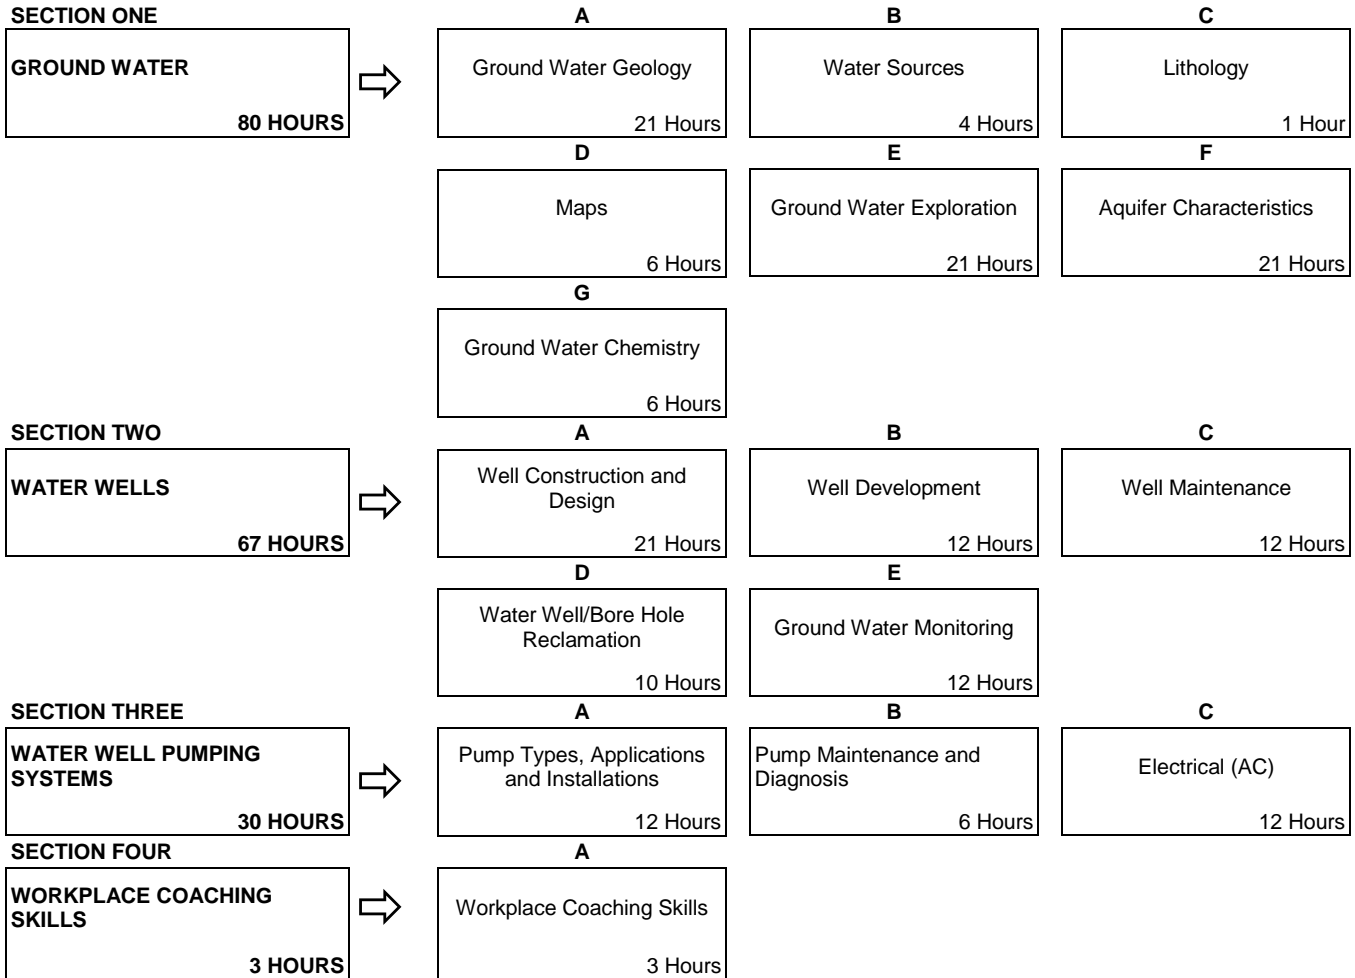 SECTION ONE
A
B
C
GROUND WATER
80 HOURS
Ground Water Geology
21 Hours
Water Sources
4 Hours
Lithology
1 Hour
D
E
F
Maps
6 Hours
Ground Water Exploration
21 Hours
Aquifer Characteristics
21 Hours
G
Ground Water Chemistry
6 Hours
SECTION TWO
A
B
C
WATER WELLS
67 HOURS
Well Construction and
Design
21 Hours
Well Development
12 Hours
Well Maintenance
12 Hours
D
E
Water Well/Bore Hole
Reclamation
10 Hours
Ground Water Monitoring
12 Hours
SECTION THREE
A
B
C
WATER WELL PUMPING
SYSTEMS
30 HOURS
Pump Types, Applications
and Installations
12 Hours
Pump Maintenance and
Diagnosis
6 Hours
Electrical (AC)
12 Hours
SECTION FOUR
A
WORKPLACE COACHING
SKILLS
3 HOURS
Workplace Coaching Skills
3 Hours